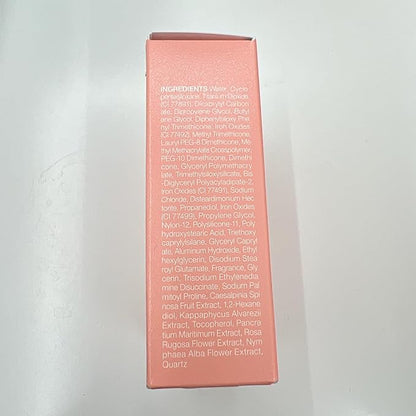 INGREDIENTS Water, Cyclo
pentasiloxane, Titanium Dioxide
(CI 77891), Dicaprylyl Carbon
ate, Dipropylene Glycol, Butyl
ene Glycol, Diphenylsiloxy Phe
nyl Trimethicone, Iron Oxides
(CI 77492), Methyl Trimethicone,
Lauryl PEG-8 Dimethicone, Me
thyl Methacrylate Crosspolymer,
PEG-10 Dimethicone, Dimethi
cone, Glyceryl Polymethacry
late, Trimethylsiloxysilicate, Bis
-Diglyceryl Polyacyladipate-2,
Iron Oxides (CI 77491), Sodium
Chloride, Disteardimonium Hec
torite, Propanediol, Iron Oxides
(CI 77499), Propylene Glycol,
Nylon-12, Polysilicone-11, Poly
hydroxystearic Acid, Triethoxy
caprylylsilane, Glyceryl Capryl
ate, Aluminum Hydroxide, Ethyl
hexylglycerin, Disodium Stea
royl Glutamate, Fragrance, Gly
cerin, Trisodium Ethylenedia
mine Disuccinate, Sodium Pal
mitoyl Proline, Caesalpinia Spi
nosa Fruit Extract, 1,2-Hexane
diol, Kappaphycus Alvarezii
Extract, Tocopherol, Pancra
tium Maritimum Extract, Rosa
Rugosa Flower Extract, Nym
phaea Alba Flower Extract,
Quartz